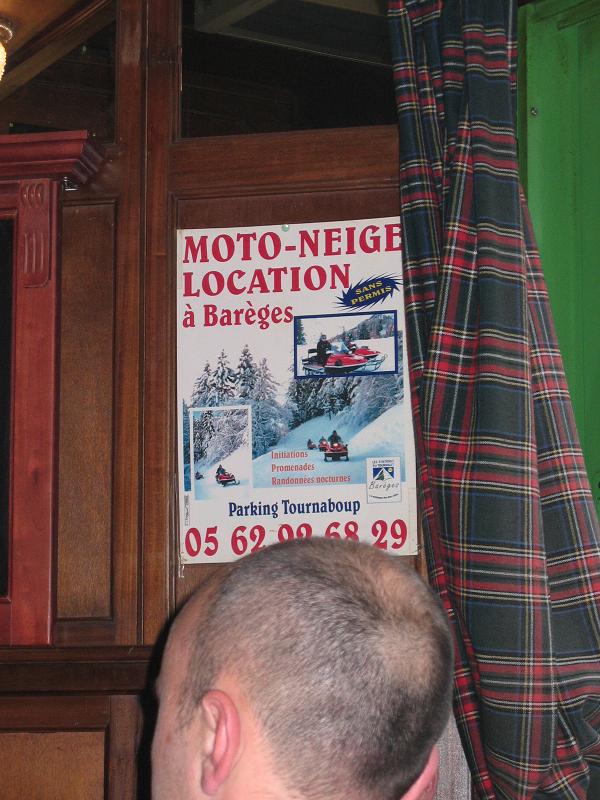 MOTO-NEIGE
LOCATION
à Barèges
SANS
PERMIS
Initiations
Promenades
Randonnées nocturnes
Barèges
Parking Tournaboup
05 62 92 68 29